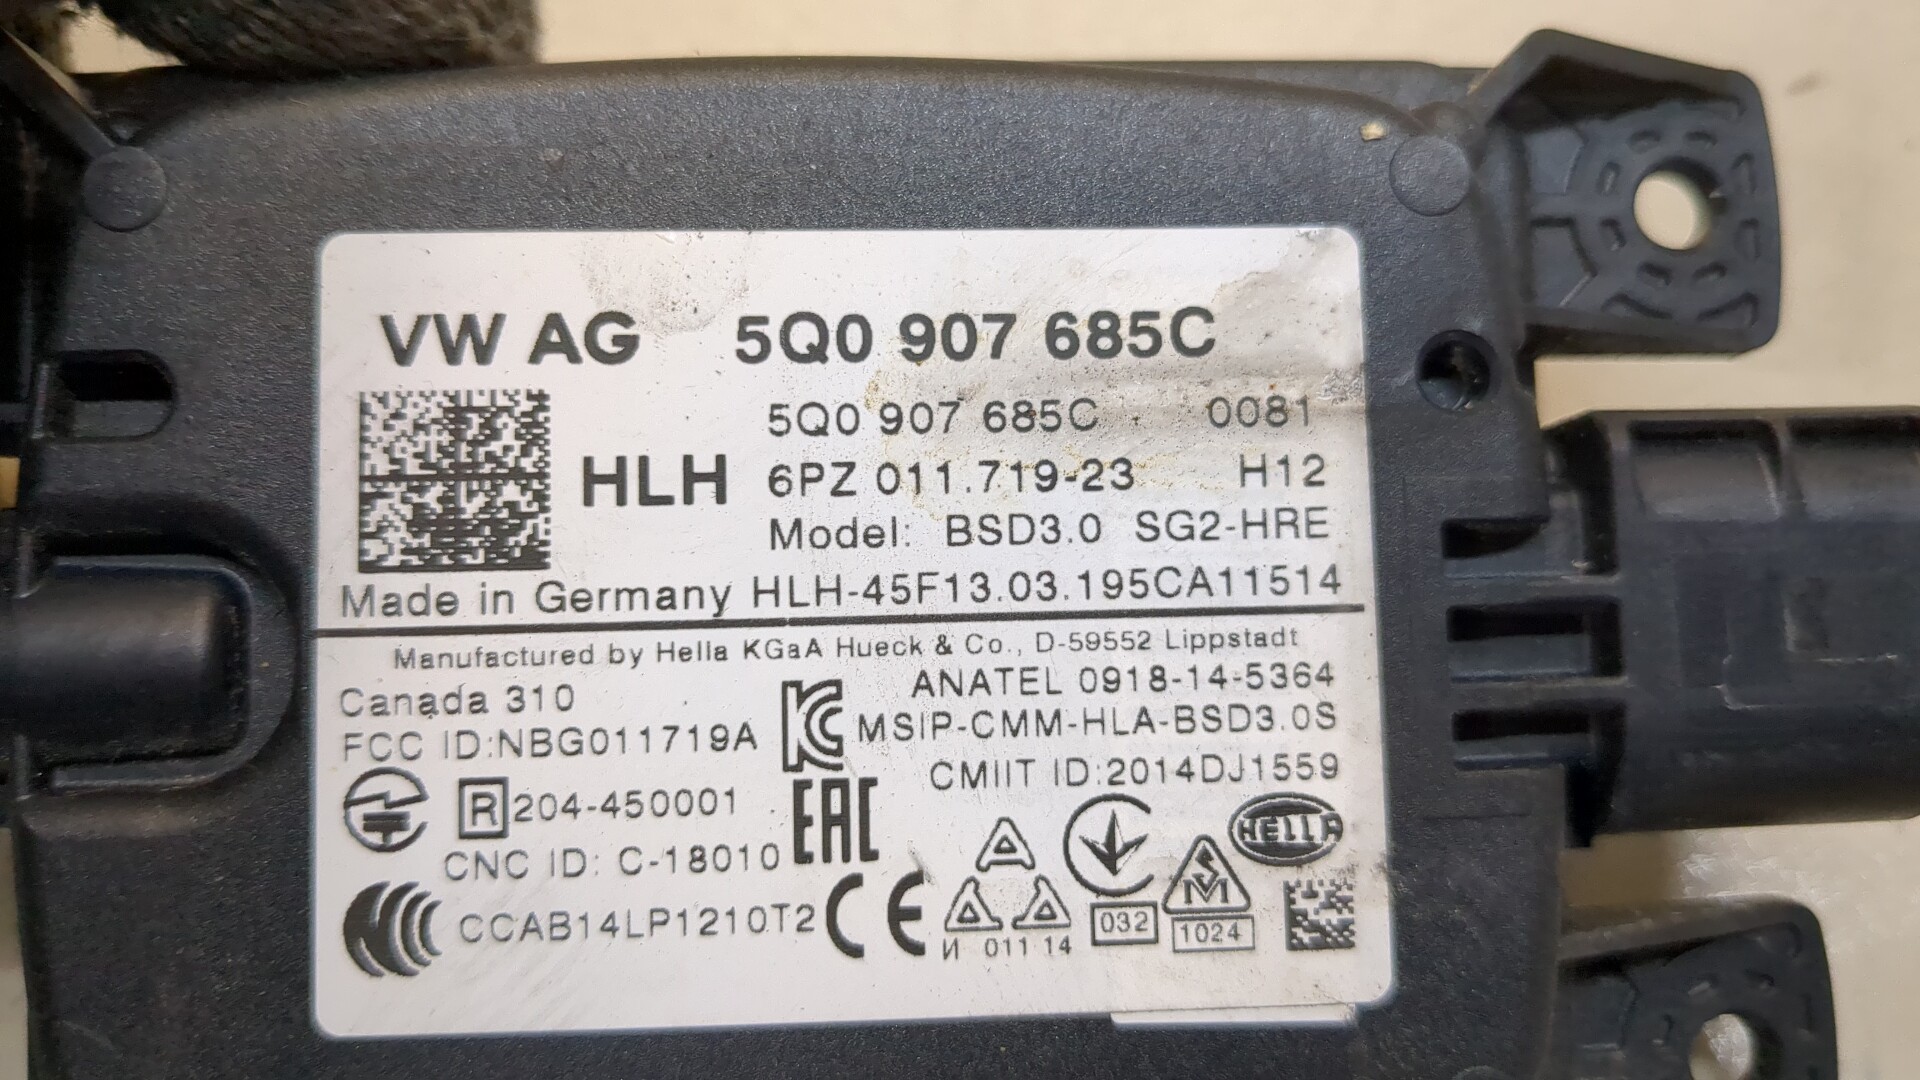 VW AG 5Q0 907 685C
5Q0 907 685C 0081
HLH 6PZ 011.719-23 H12
Model: BSD3.0 SG2-HRE
Made in Germany HLH-45F13.03.195CA11514
Manufactured by Hella KGaA Hueck & Co., D-59552 Lippstadt
Canada 310 ANATEL 0918-14-5364
FCC ID:NBG011719A MSIP-CMM-HLA-BSD3.0S
CMIIT ID:2014DJ1559
R 204-450001 EAC HELLA
CNC ID: C-18010
CCAB14LP1210T2 CE 032 1024
И 011 14